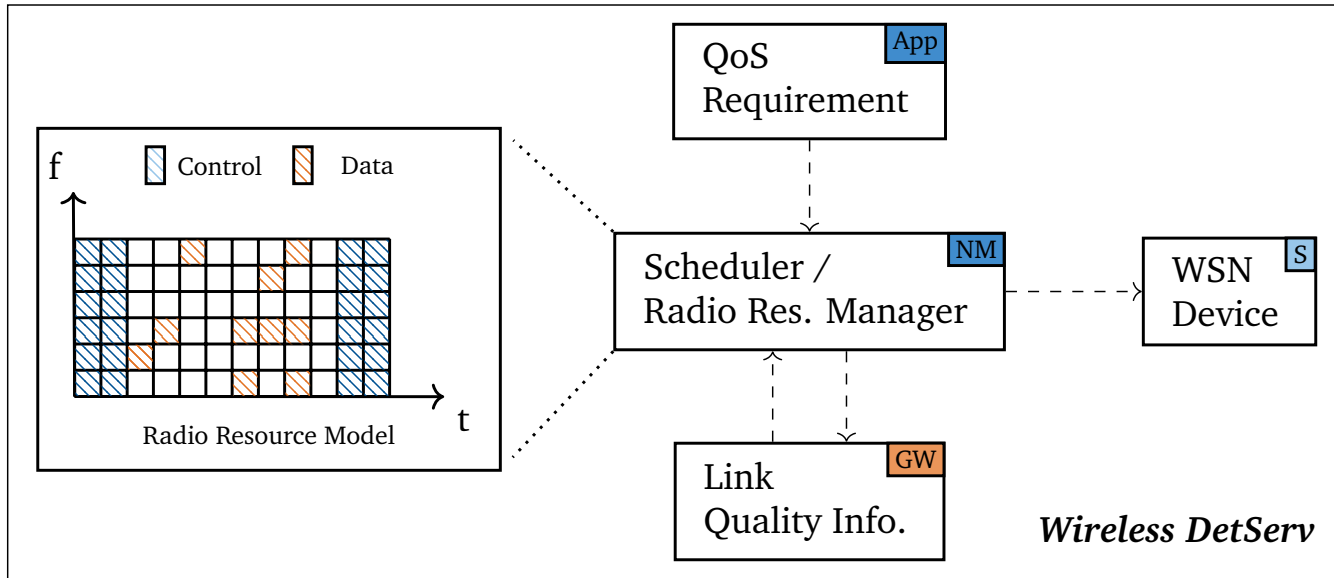 App
QoS
Requirement
f
Control
Data
t
Radio Resource Model
NM
Scheduler /
Radio Res. Manager
S
WSN
Device
GW
Link
Quality Info.
Wireless DetServ